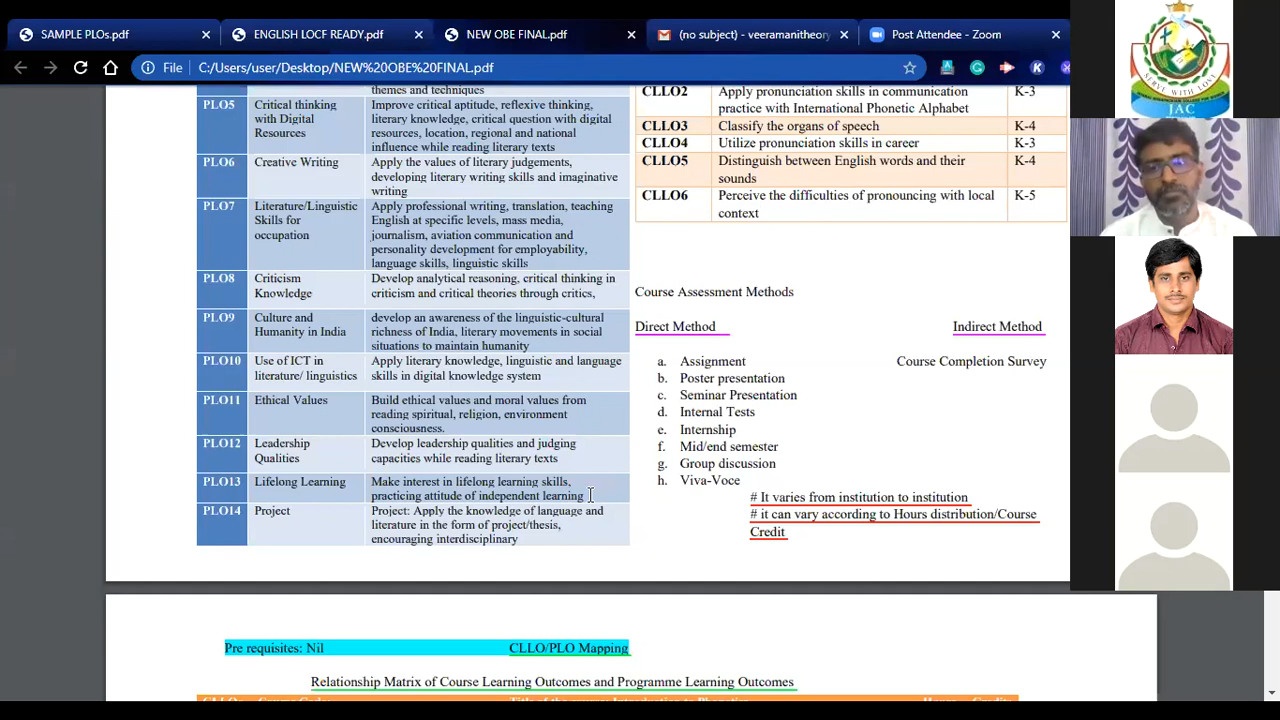 SAMPLE PLOs.pdf
ENGLISH LOCF READY.pdf
NEW OBE FINAL.pdf
(no subject) - veeramanitheory
Post Attendee - Zoom
File
C:/Users/user/Desktop/NEW%20OBE%20FINAL.pdf
themes and techniques
PLO5 Critical thinking with Digital Resources
Improve critical aptitude, reflexive thinking,
literary knowledge, critical question with digital
resources, location, regional and national
influence while reading literary texts
PLO6 Creative Writing
Apply the values of literary judgements,
developing literary writing skills and imaginative
writing
PLO7 Literature/Linguistic Skills for occupation
Apply professional writing, translation, teaching
English at specific levels, mass media,
journalism, aviation communication and
personality development for employability,
language skills, linguistic skills
PLO8 Criticism Knowledge
Develop analytical reasoning, critical thinking in
criticism and critical theories through critics,
PLO9 Culture and Humanity in India
develop an awareness of the linguistic-cultural
richness of India, literary movements in social
situations to maintain humanity
PLO10 Use of ICT in literature/ linguistics
Apply literary knowledge, linguistic and language
skills in digital knowledge system
PLO11 Ethical Values
Build ethical values and moral values from
reading spiritual, religion, environment
consciousness.
PLO12 Leadership Qualities
Develop leadership qualities and judging
capacities while reading literary texts
PLO13 Lifelong Learning
Make interest in lifelong learning skills,
practicing attitude of independent learning
PLO14 Project
Project: Apply the knowledge of language and
literature in the form of project/thesis,
encouraging interdisciplinary
CLLO2 Apply pronunciation skills in communication K-3
practice with International Phonetic Alphabet
CLLO3 Classify the organs of speech K-4
CLLO4 Utilize pronunciation skills in career K-3
CLLO5 Distinguish between English words and their K-4
sounds
CLLO6 Perceive the difficulties of pronouncing with local K-5
context
Course Assessment Methods
Direct Method Indirect Method
a. Assignment Course Completion Survey
b. Poster presentation
c. Seminar Presentation
d. Internal Tests
e. Internship
f. Mid/end semester
g. Group discussion
h. Viva-Voce
# It varies from institution to institution
# it can vary according to Hours distribution/Course
Credit
Pre requisites: Nil CLLO/PLO Mapping
Relationship Matrix of Course Learning Outcomes and Programme Learning Outcomes
SERVE WITH LOVE
JAC